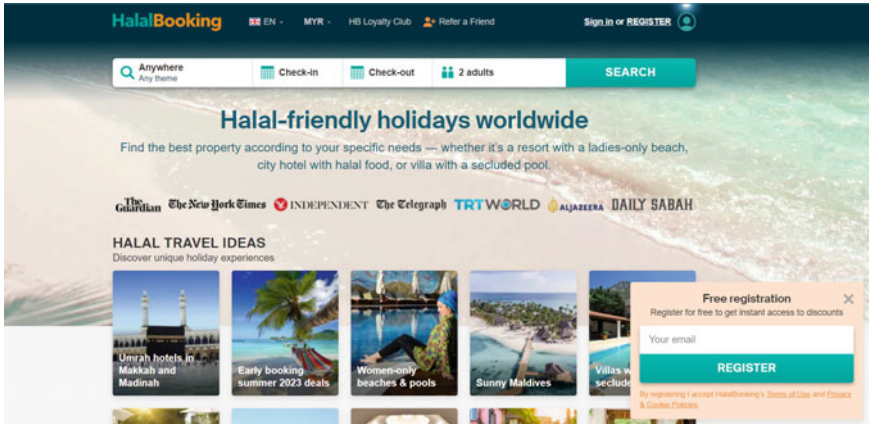 HalalBooking
EN
MYR
HB Loyalty Club
Refer a Friend
Sign in or REGISTER
Anywhere
Any theme
Check-in
Check-out
2 adults
SEARCH
Halal-friendly holidays worldwide
Find the best property according to your specific needs — whether it's a resort with a ladies-only beach,
city hotel with halal food, or villa with a secluded pool.
The Guardian
The New York Times
INDEPENDENT
The Telegraph
TRTWORLD
ALJAZEERA
DAILY SABAH
HALAL TRAVEL IDEAS
Discover unique holiday experiences
Umrah hotels in
Makkah and
Madinah
Early booking
summer 2023 deals
Women-only
beaches & pools
Sunny Maldives
Villas
Free registration
Register for free to get instant access to discounts
Your email
REGISTER
By registering I accept HalalBooking's Terms of Use and Privacy
& Cookie Policies